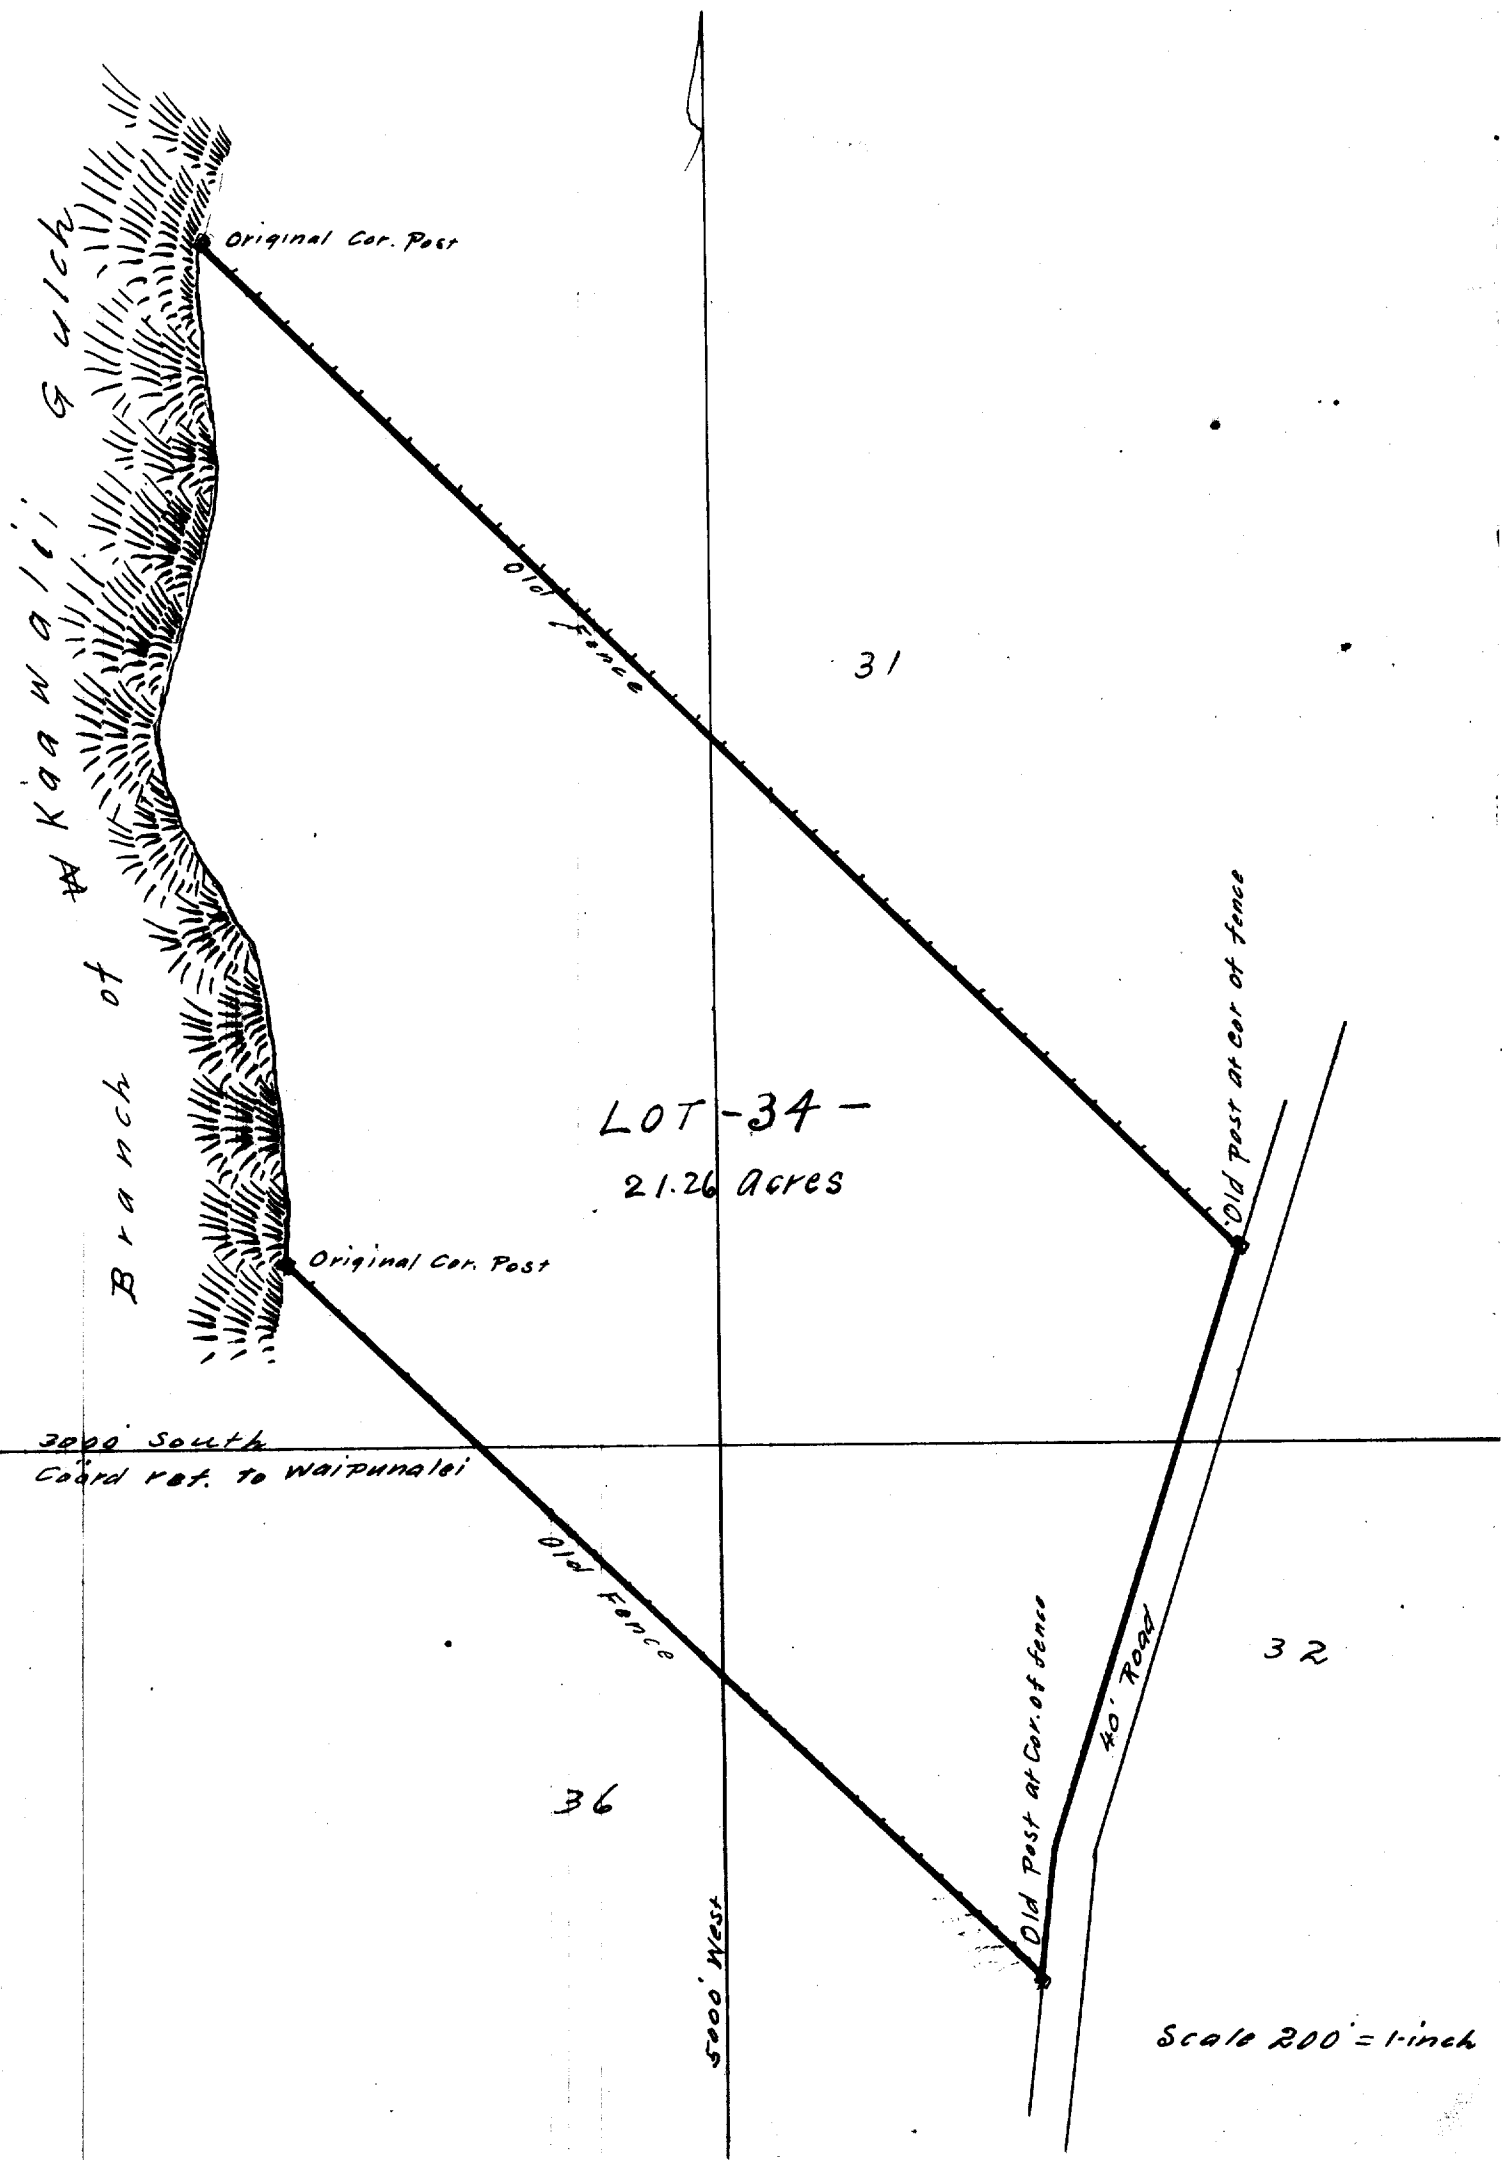 Original Cor. Post
Branch of Kaawalii Gulch
Old Fence
31
Old post at cor of fence
LOT - 34 -
21.26 Acres
Original Cor. Post
3000' South
Coord ref. to Waipunalei
Old Fence
Old Post at Cor. of fence
40' Road
32
36
5000' West
Scale 200' = 1-inch